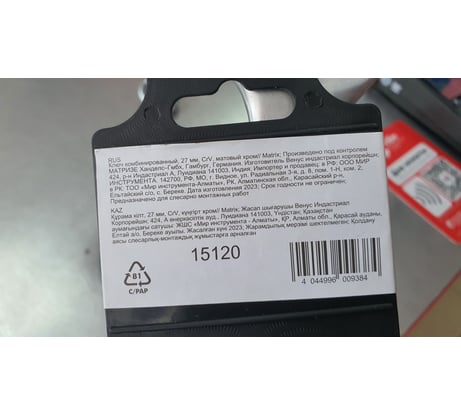 RUS
Ключ комбинированный, 27 мм, CrV, матовый хром// Matrix; Произведено под контролем
МАТРИЗЕ Хандельс-ГмбХ, Гамбург, Германия. Изготовитель Венус индастриал корпорейшн;
424, р-н Индастриал А, Лудиана 141003, Индия. Импортер и продавец: в РФ: ООО МИР
ИНСТРУМЕНТА, 142700, РФ, МО, г. Видное, ул. Радиальная 3-я, д. 8, пом. 1-Н, ком. 2,
в РК ТОО «Мир инструмента-Алматы», РК, Алматинская обл., Карасайский р-н,
Ельтайский с/о, с. Береке. Дата изготовления 2023; Срок годности не ограничен;
Предназначено для слесарно-монтажных работ
KAZ
Құрама кілт, 27 мм, CrV, күңгірт хром// Matrix; Жасап шығарушы Венус Индастриал
Корпорейшн; 424, А өнеркәсіптік ауд., Лудиана 141003, Үндістан; Қазақстан
аумағындағы сатушы: ЖШС «Мир инструмента - Алматы», ҚР, Алматы обл., Қарасай ауданы,
Елтай а/о, с. Береке ауылы. Жасалған күні 2023; Жарамдылық мерзімі шектелмеген; Қолдану
аясы слесарлық-монтаждық жұмыстарға арналған
15120
81
C/PAP
4 044996 009384